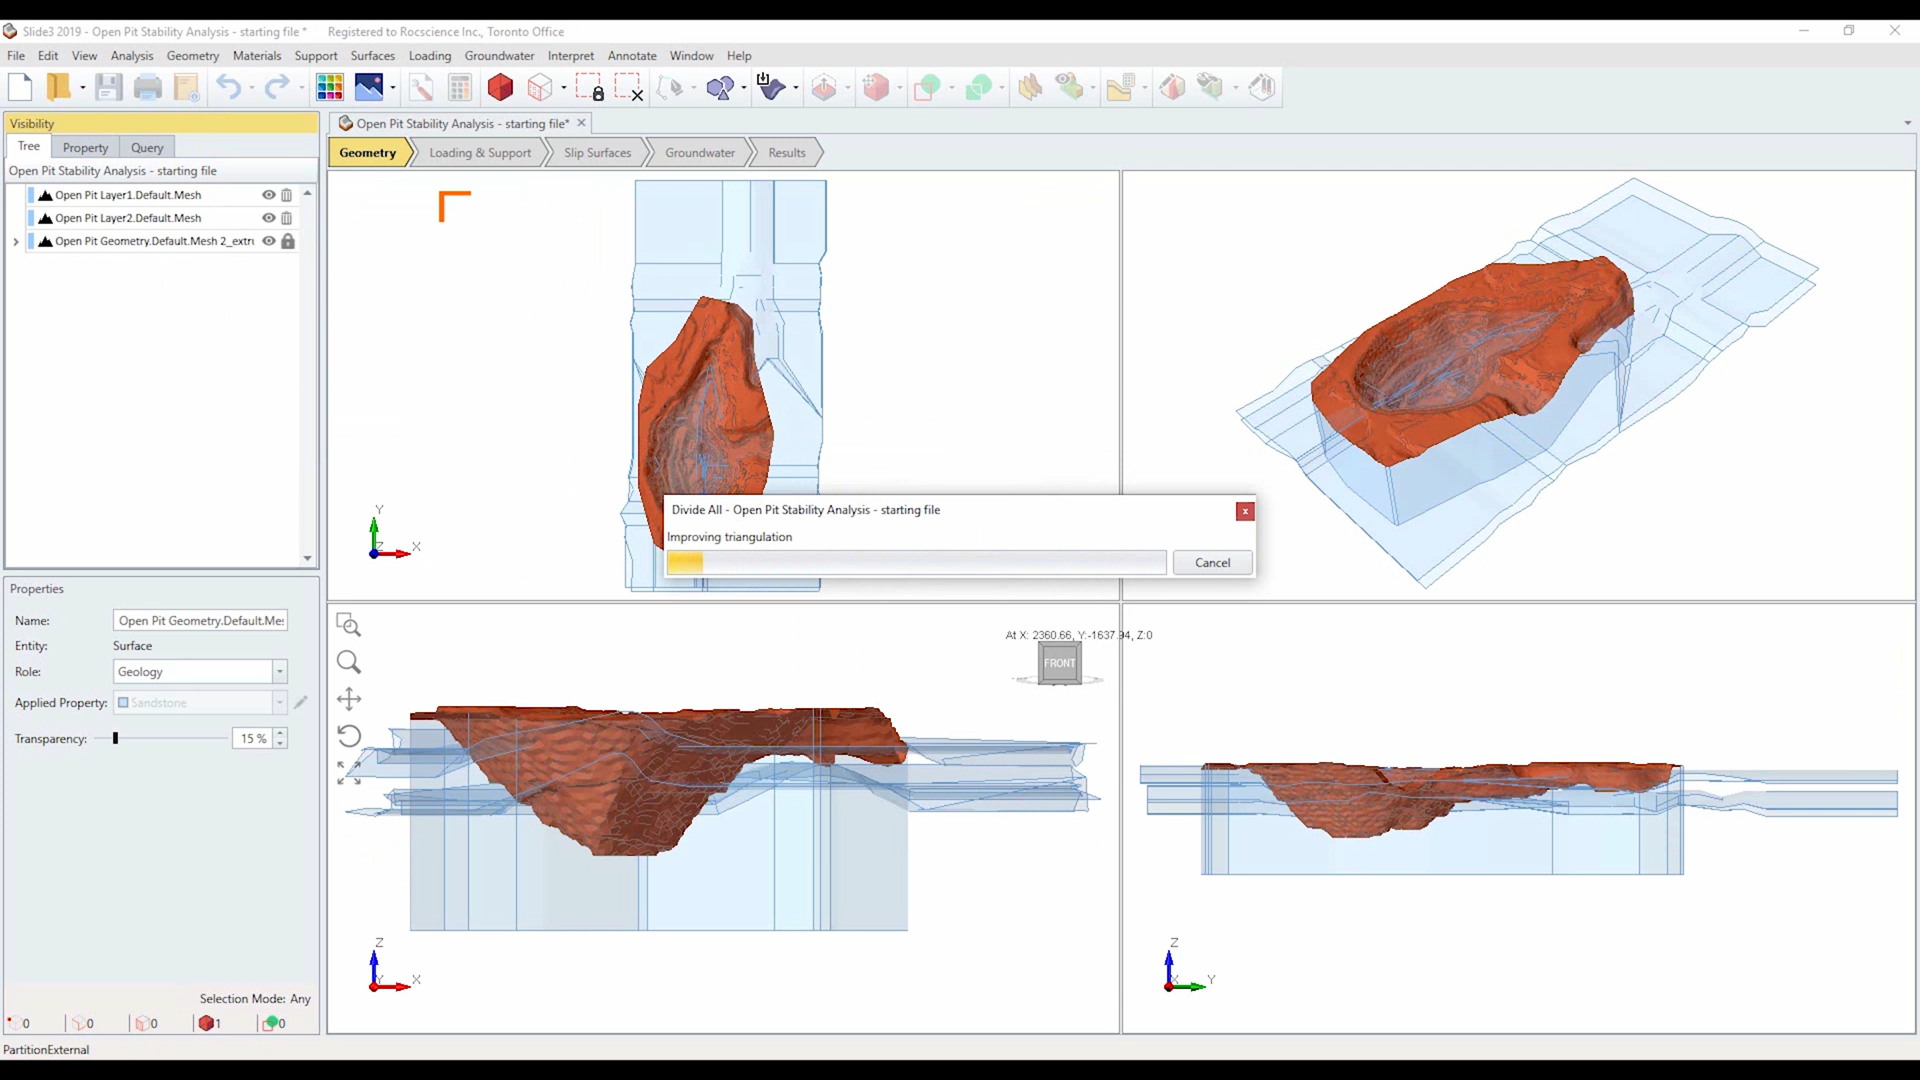 Slide3 2019 - Open Pit Stability Analysis - starting file * Registered to Rocscience Inc., Toronto Office
File Edit View Analysis Geometry Materials Support Surfaces Loading Groundwater Interpret Annotate Window Help
Visibility
Open Pit Stability Analysis - starting file*
Tree Property Query
Geometry Loading & Support Slip Surfaces Groundwater Results
Open Pit Stability Analysis - starting file
Open Pit Layer1.Default.Mesh
Open Pit Layer2.Default.Mesh
Open Pit Geometry.Default.Mesh 2_extru
Y
Z X
Divide All - Open Pit Stability Analysis - starting file
Improving triangulation
Cancel
Properties
Name: Open Pit Geometry.Default.Mes
Entity: Surface
Role: Geology
Applied Property: Sandstone
Transparency: 15 %
At X: 2360.66, Y:-1637.94, Z:0
FRONT
Z
Y X
Z
X Y
Selection Mode: Any
0 0 0 1 0
PartitionExternal